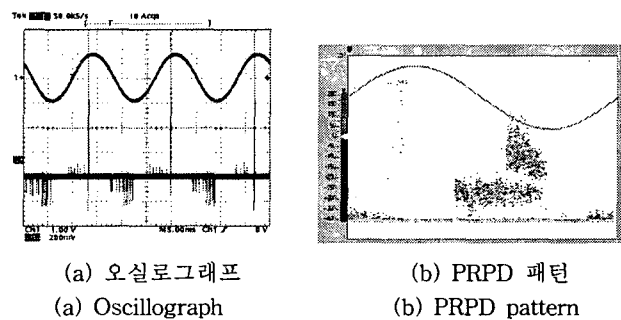 Tek 50.0kS/s 10 Acqs
1→
Ch1 1.00 V M5.00ms Ch1 0 V
200mV
(a) 오실로그래프 (b) PRPD 패턴
(a) Oscillograph (b) PRPD pattern